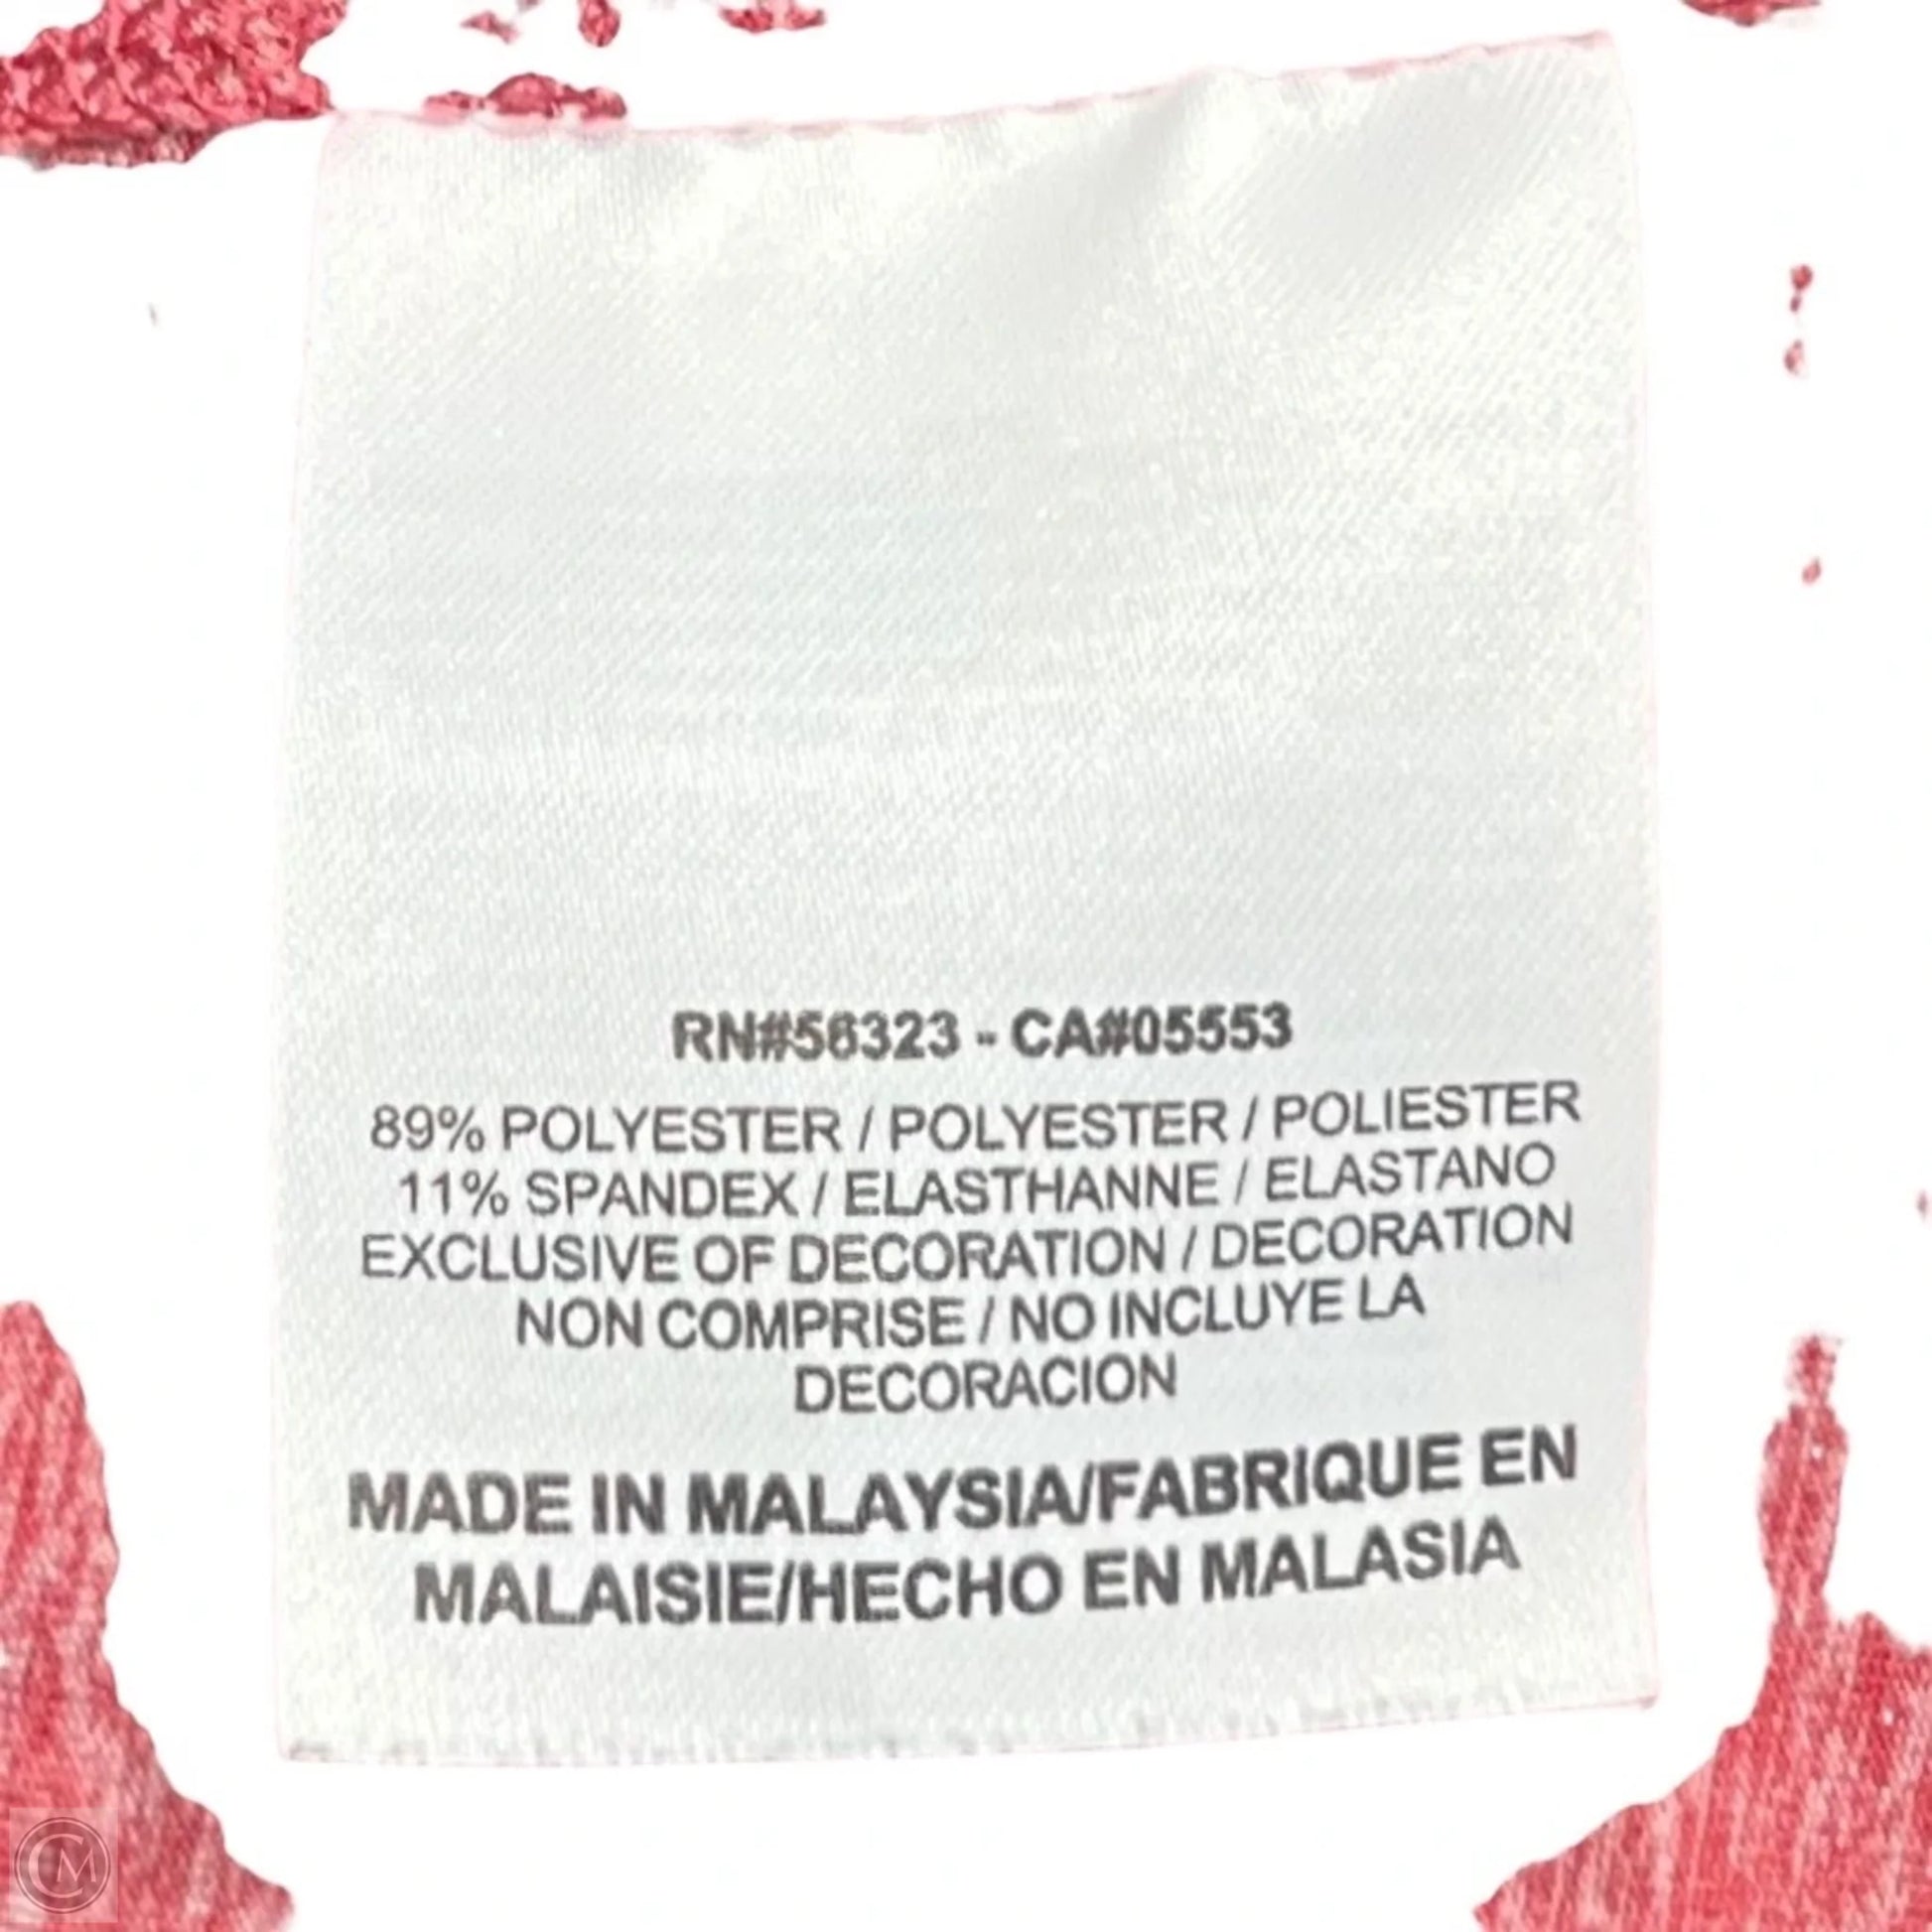 RN#56323 - CA#05553
89% POLYESTER / POLYESTER / POLIESTER
11% SPANDEX / ELASTHANNE / ELASTANO
EXCLUSIVE OF DECORATION / DECORATION
NON COMPRISE / NO INCLUYE LA
DECORACION
MADE IN MALAYSIA/FABRIQUE EN
MALAISIE/HECHO EN MALASIA
CM